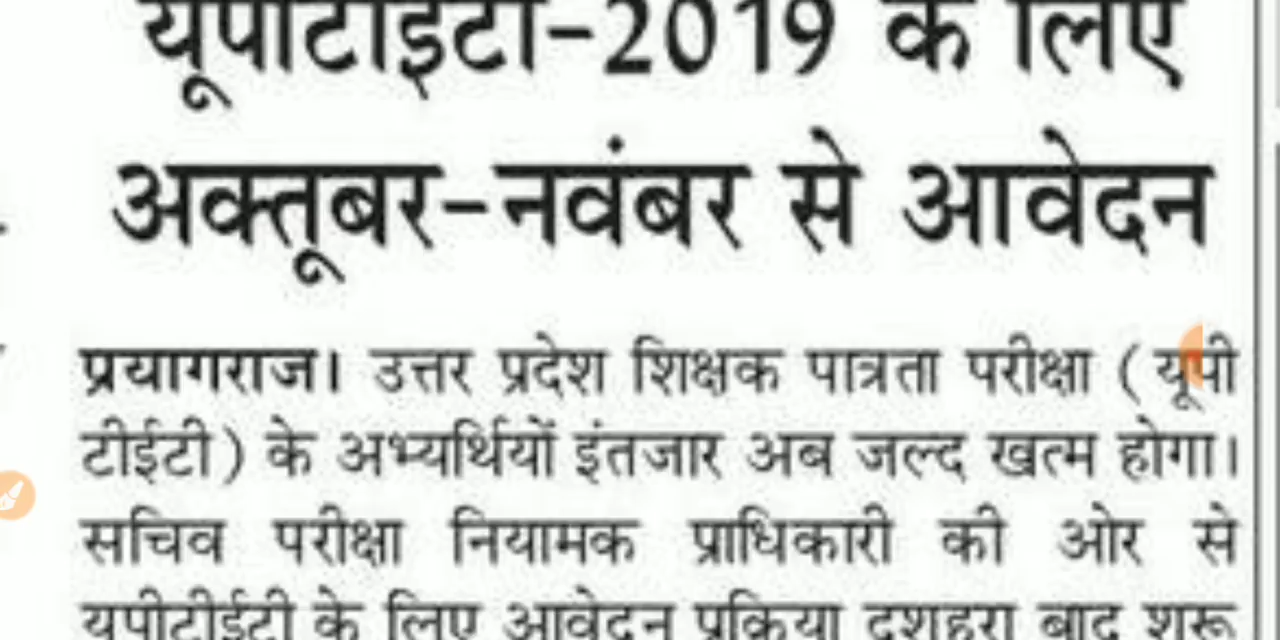 यूपीटीइटी-2019 के लिए
अक्तूबर-नवंबर से आवेदन
प्रयागराज। उत्तर प्रदेश शिक्षक पात्रता परीक्षा (यूपी
टीईटी) के अभ्यर्थियों इंतजार अब जल्द खत्म होगा।
सचिव परीक्षा नियामक प्राधिकारी की ओर से
यूपीटीईटी के लिए आवेदन प्रक्रिया दशहरा बाद शुरू